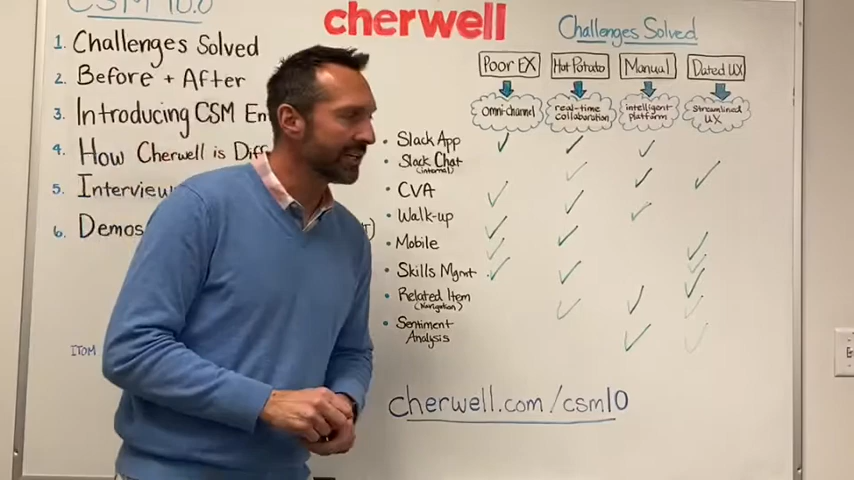 CSM 10.0
1. Challenges Solved
2. Before + After
3. Introducing CSM
4. How Cherwell is
5. Interview
6. Demos
ITOM
cherwell
Challenges Solved
Poor EX Hot Potato Manual Dated UX
omni-channel real-time collaboration intelligent platform streamlined UX
• Slack App
• Slack Chat
(internal)
• CVA
• Walk-up
• Mobile
• Skills Mgmt
• Related Item
(Navigation)
• Sentiment
Analysis
cherwell.com/csm10